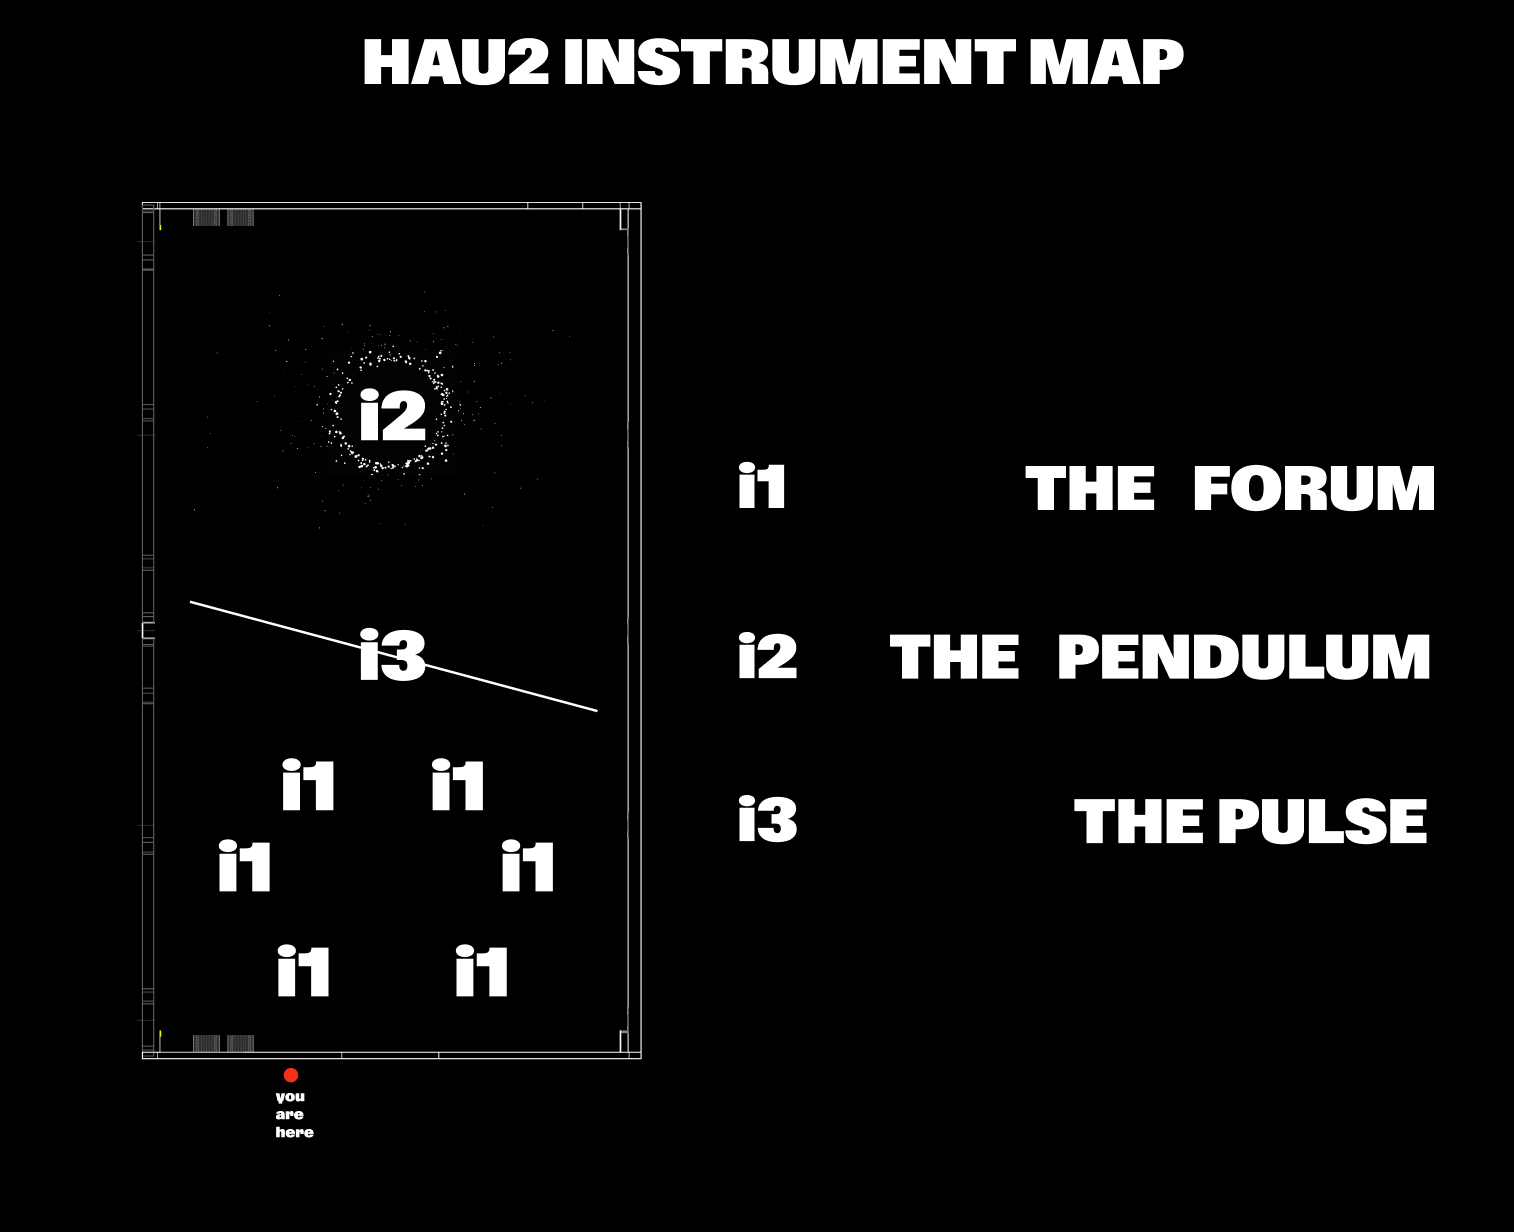 HAU2 INSTRUMENT MAP
i2
i3
i1 i1
i1 i1
i1 i1
you
are
here
i1 THE FORUM
i2 THE PENDULUM
i3 THE PULSE